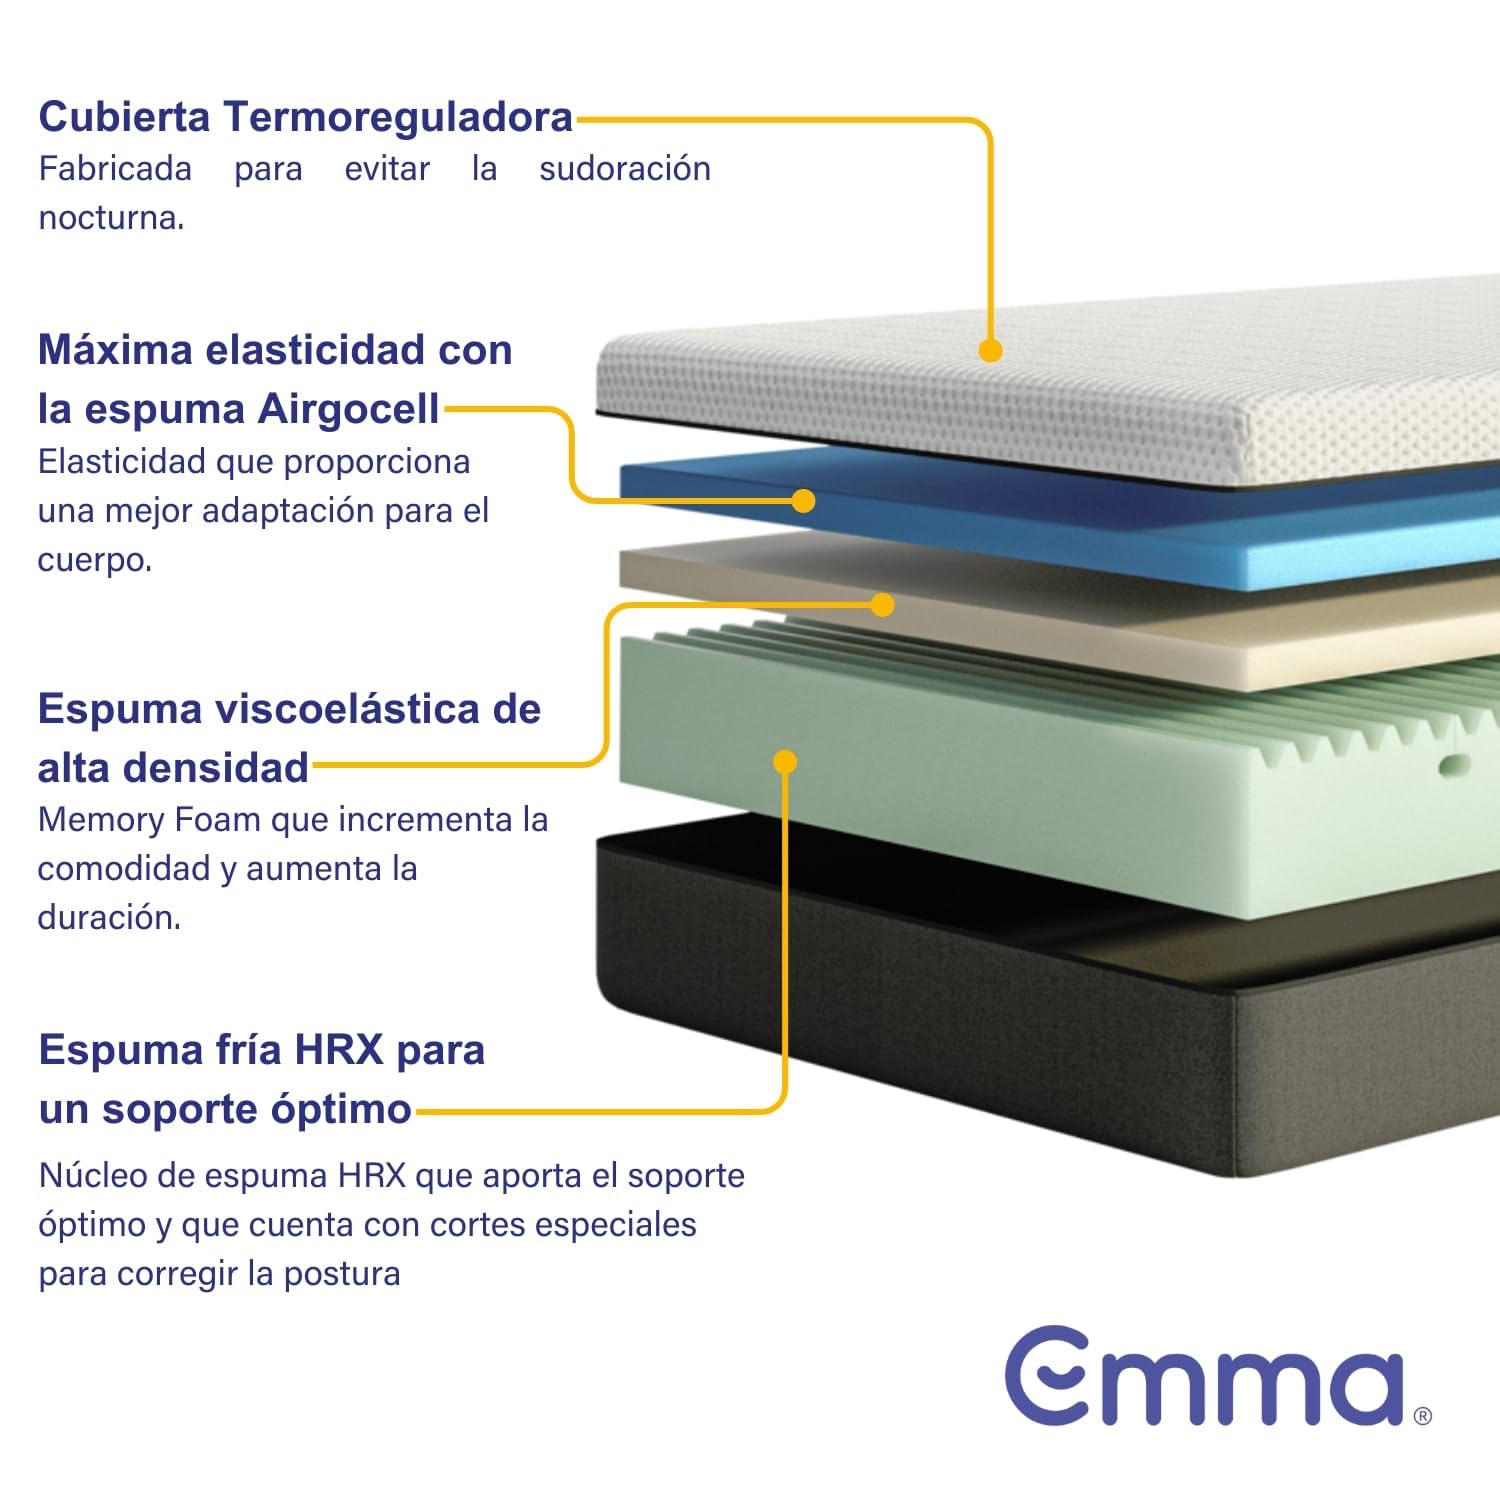 Cubierta Termoreguladora
Fabricada para evitar la sudoración
nocturna.
Máxima elasticidad con
la espuma Airgocell
Elasticidad que proporciona
una mejor adaptación para el
cuerpo.
Espuma viscoelástica de
alta densidad
Memory Foam que incrementa la
comodidad y aumenta la
duración.
Espuma fría HRX para
un soporte óptimo
Núcleo de espuma HRX que aporta el soporte
óptimo y que cuenta con cortes especiales
para corregir la postura
emma®